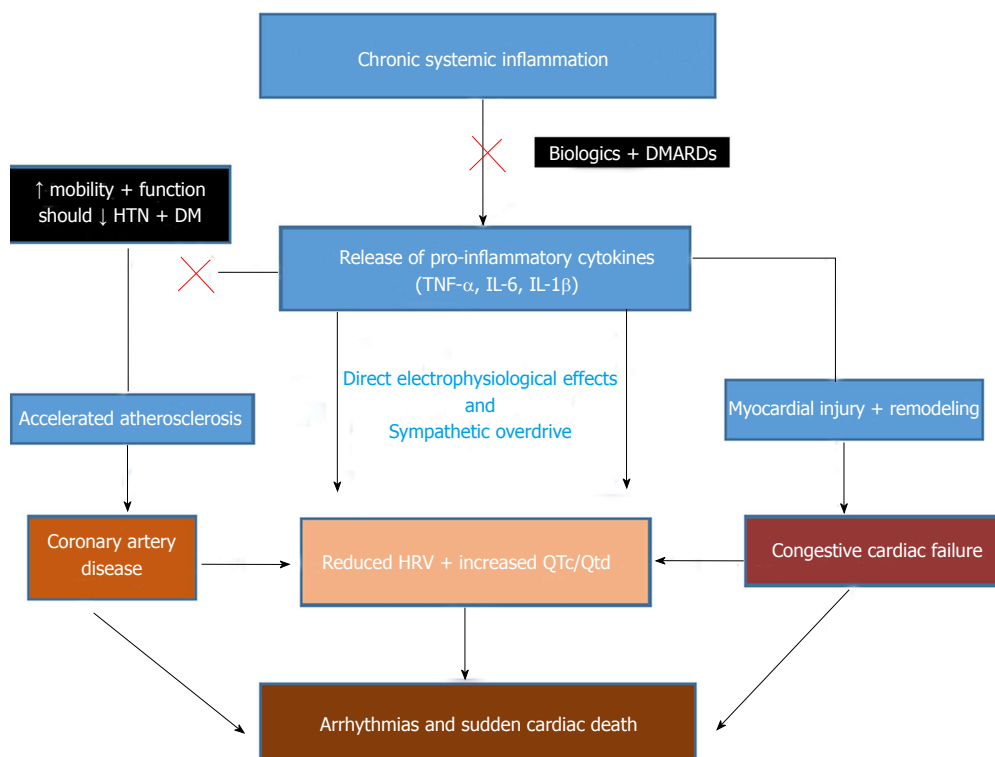 Chronic systemic inflammation
Biologics + DMARDs
↑ mobility + function
should ↓ HTN + DM
Release of pro-inflammatory cytokines
(TNF-α, IL-6, IL-1β)
Direct electrophysiological effects
and
Sympathetic overdrive
Accelerated atherosclerosis
Myocardial injury + remodeling
Coronary artery
disease
Reduced HRV + increased QTc/Qtd
Congestive cardiac failure
Arrhythmias and sudden cardiac death